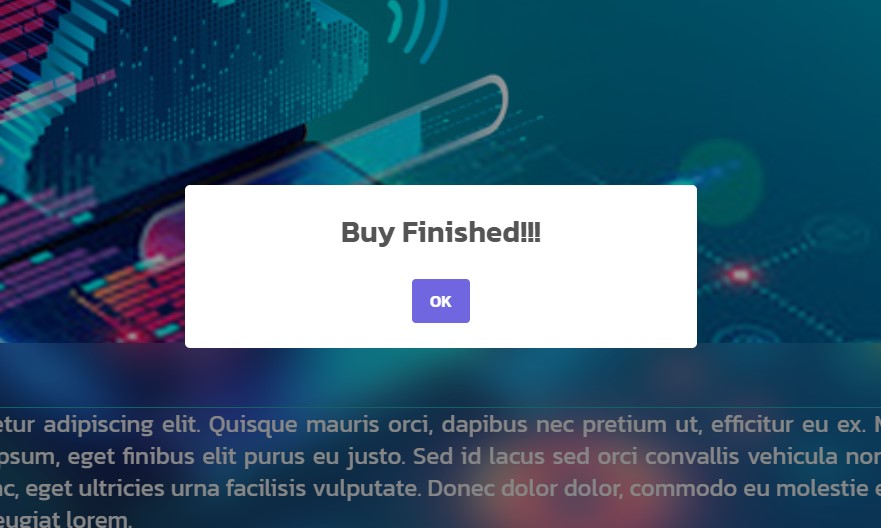 Buy Finished!!!
OK
etur adipiscing elit. Quisque mauris orci, dapibus nec pretium ut, efficitur eu ex. M
psum, eget finibus elit purus eu justo. Sed id lacus sed orci convallis vehicula non
nc, eget ultricies urna facilisis vulputate. Donec dolor dolor, commodo eu molestie e
eugiat lorem.